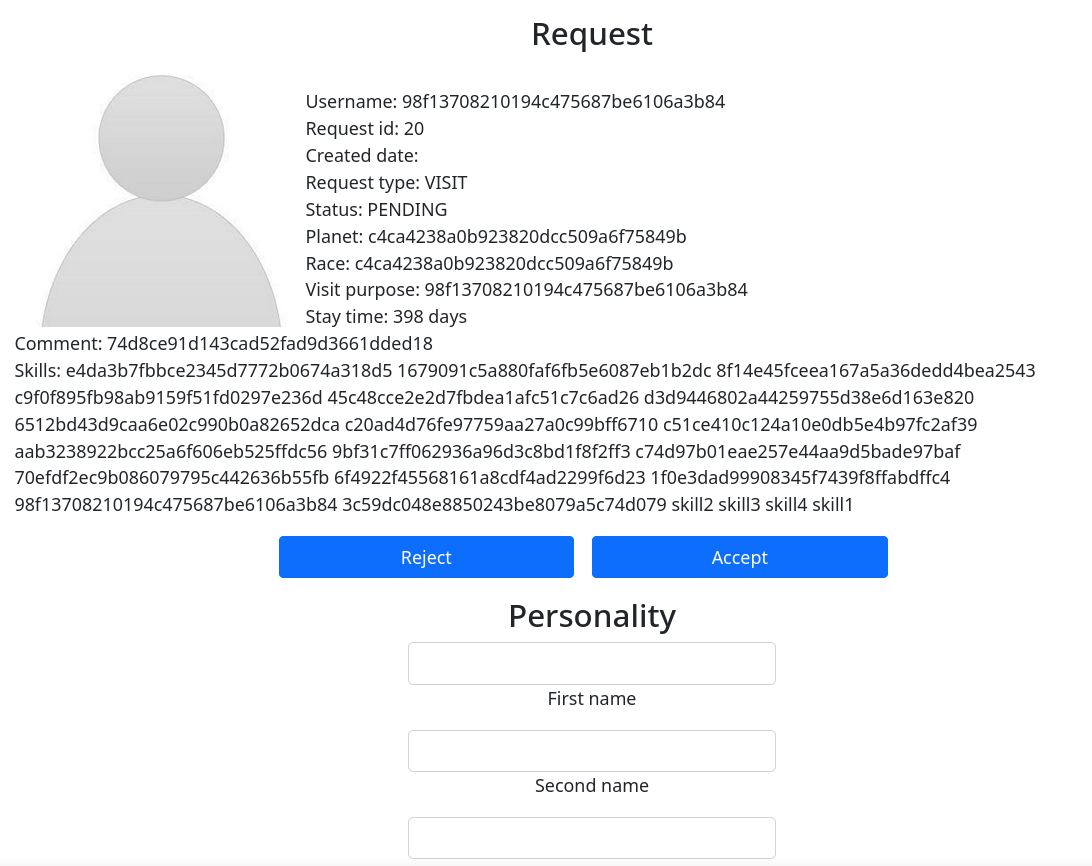 Request
Username: 98f13708210194c475687be6106a3b84
Request id: 20
Created date:
Request type: VISIT
Status: PENDING
Planet: c4ca4238a0b923820dcc509a6f75849b
Race: c4ca4238a0b923820dcc509a6f75849b
Visit purpose: 98f13708210194c475687be6106a3b84
Stay time: 398 days
Comment: 74d8ce91d143cad52fad9d3661dded18
Skills: e4da3b7fbbce2345d7772b0674a318d5 1679091c5a880faf6fb5e6087eb1b2dc 8f14e45fceea167a5a36dedd4bea2543
c9f0f895fb98ab9159f51fd0297e236d 45c48cce2e2d7fbdea1afc51c7c6ad26 d3d9446802a44259755d38e6d163e820
6512bd43d9caa6e02c990b0a82652dca c20ad4d76fe97759aa27a0c99bff6710 c51ce410c124a10e0db5e4b97fc2af39
aab3238922bcc25a6f606eb525ffdc56 9bf31c7ff062936a96d3c8bd1f8f2ff3 c74d97b01eae257e44aa9d5bade97baf
70efdf2ec9b086079795c442636b55fb 6f4922f45568161a8cdf4ad2299f6d23 1f0e3dad99908345f7439f8ffabdffc4
98f13708210194c475687be6106a3b84 3c59dc048e8850243be8079a5c74d079 skill2 skill3 skill4 skill1
Reject Accept
Personality
First name
Second name